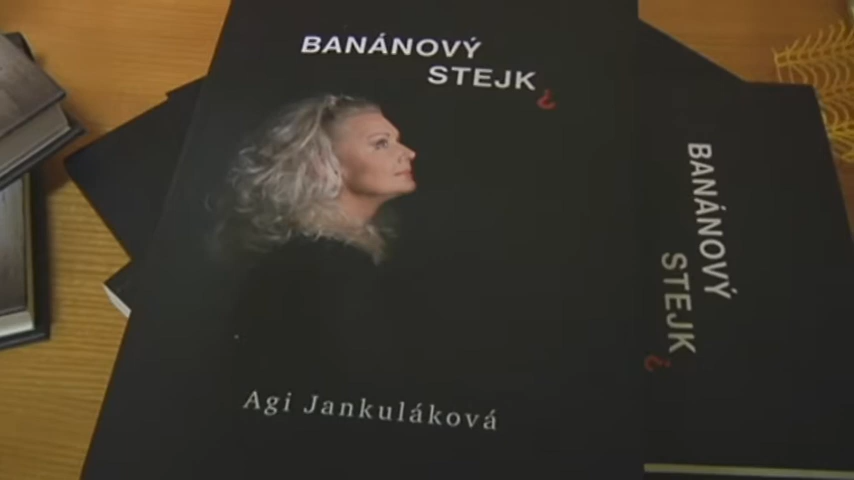 BANÁNOVÝ
STEJK¿
Agi Jankuláková
BANÁNOVÝ
STEJK¿